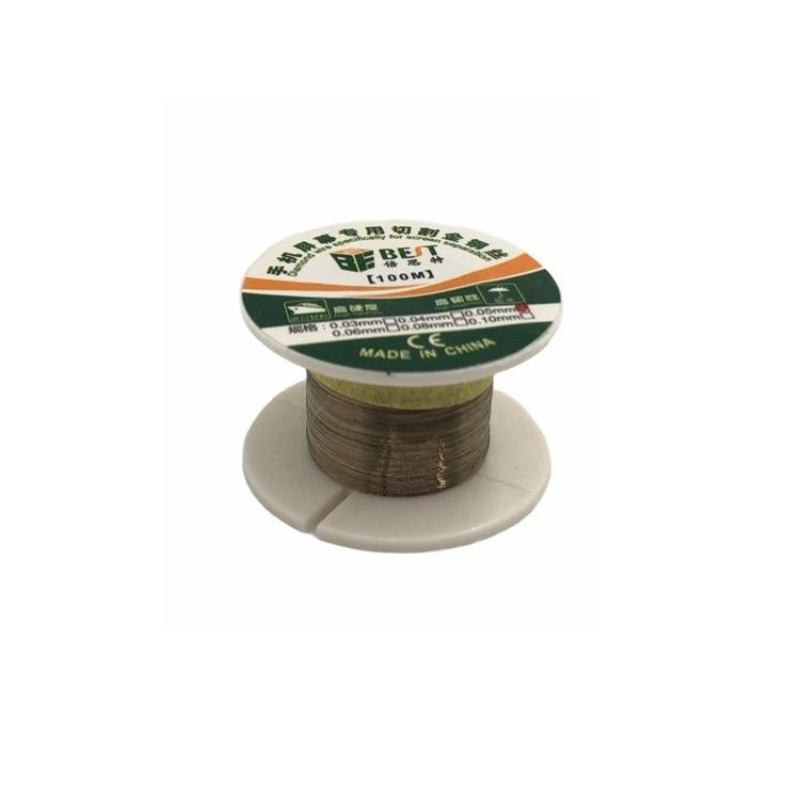 手机屏幕专用切割金钢丝
Diamond wire specifically for screen separation
BEST
倍思特
【100M】
高硬度
高韧性
规格：0.03mm 0.04mm 0.05mm
0.06mm 0.08mm 0.10mm
CE
MADE IN CHINA